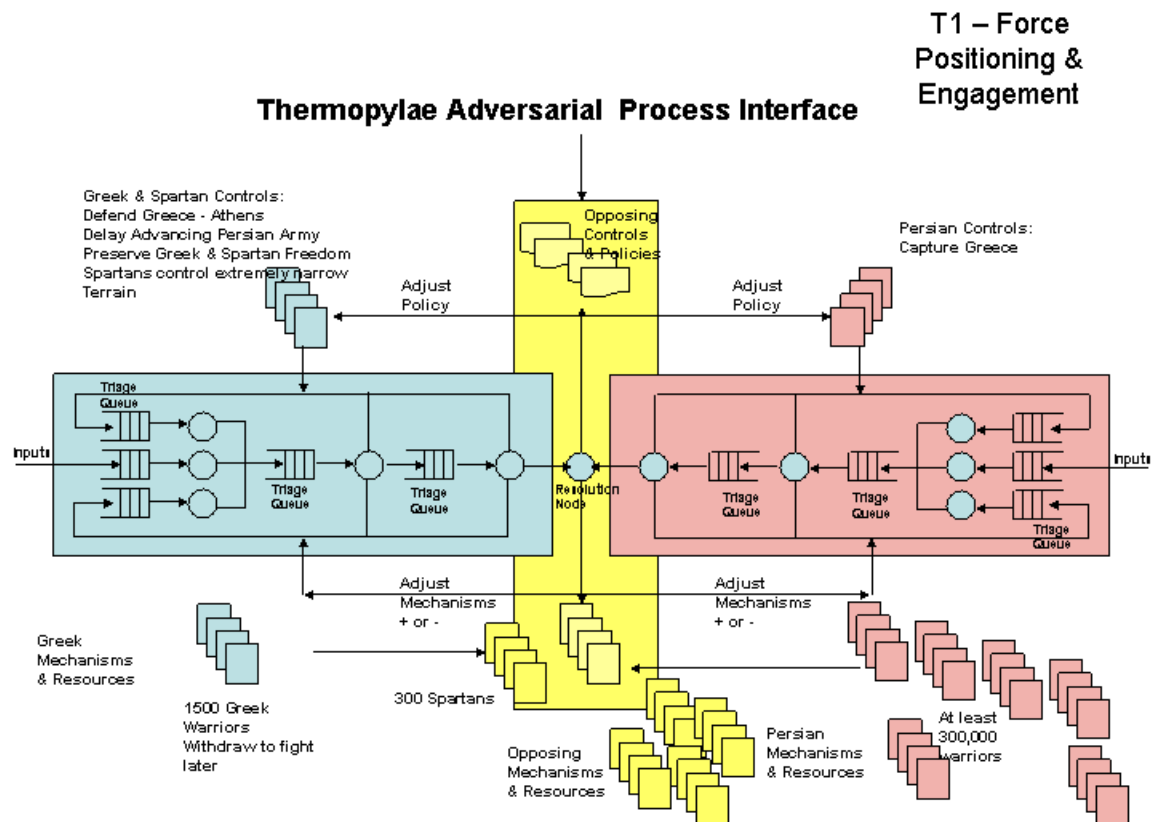 T1 – Force
Positioning &
Engagement
Thermopylae Adversarial Process Interface
Greek & Spartan Controls:
Defend Greece - Athens
Delay Advancing Persian Army
Preserve Greek & Spartan Freedom
Spartans control extremely narrow
Terrain
Opposing
Controls
& Policies
Persian Controls:
Capture Greece
Adjust
Policy
Adjust
Policy
Triage
Queue
Inputs
Triage
Queue
Triage
Queue
Resolution
Node
Triage
Queue
Triage
Queue
Triage
Queue
Inputs
Adjust
Mechanisms
+ or -
Adjust
Mechanisms
+ or -
Greek
Mechanisms
& Resources
1500 Greek
Warriors
Withdraw to fight
later
300 Spartans
Opposing
Mechanisms
& Resources
Persian
Mechanisms
& Resources
At least
300,000
warriors